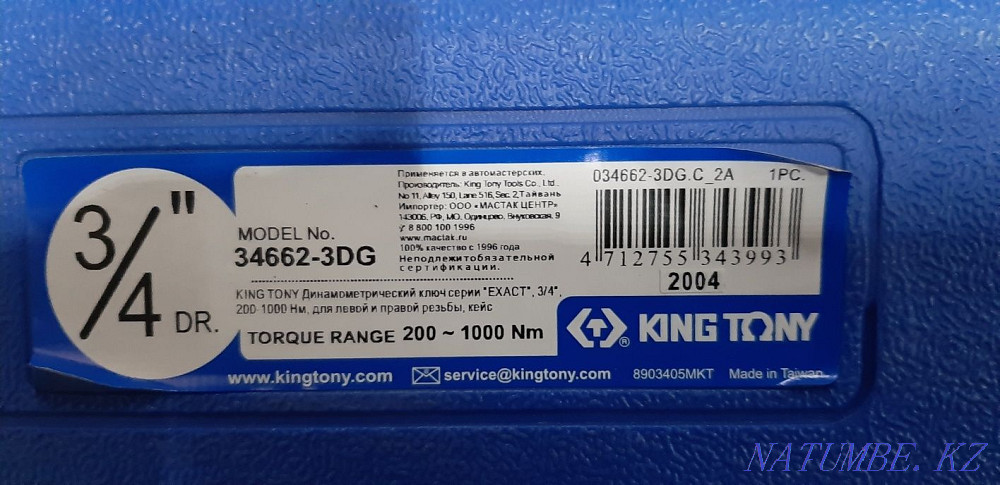 3/4"
DR.
MODEL No.
34662-3DG
KING TONY Динамометрический ключ серии "EXACT", 3/4",
200-1000 Нм, для левой и правой резьбы, кейс
TORQUE RANGE 200 ~ 1000 Nm
Применяется в автомастерских.
Производитель: King Tony Tools Co., Ltd.
No 11, Alley 150, Lane 516, Sec. 2, Тайвань
Импортер: ООО «МАСТАК ЦЕНТР»
143006, РФ, МО, Одинцово, Внуковская, 9
8 800 100 1996
www.mactak.ru
100% качество с 1996 года
Неподлежит обязательной
сертификации.
034662-3DG.C_2A 1PC.
4 712755 343993
2004
KING TONY
www.kingtony.com service@kingtony.com 8903405MKT Made in Taiwan
NATUMBE.KZ